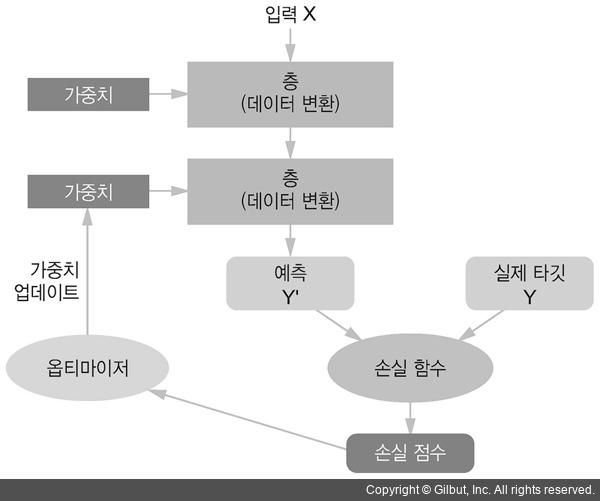 입력 X
가중치
층
(데이터 변환)
가중치
층
(데이터 변환)
가중치
업데이트
예측
Y'
실제 타깃
Y
옵티마이저
손실 함수
손실 점수
Copyright © Gilbut, Inc. All rights reserved.